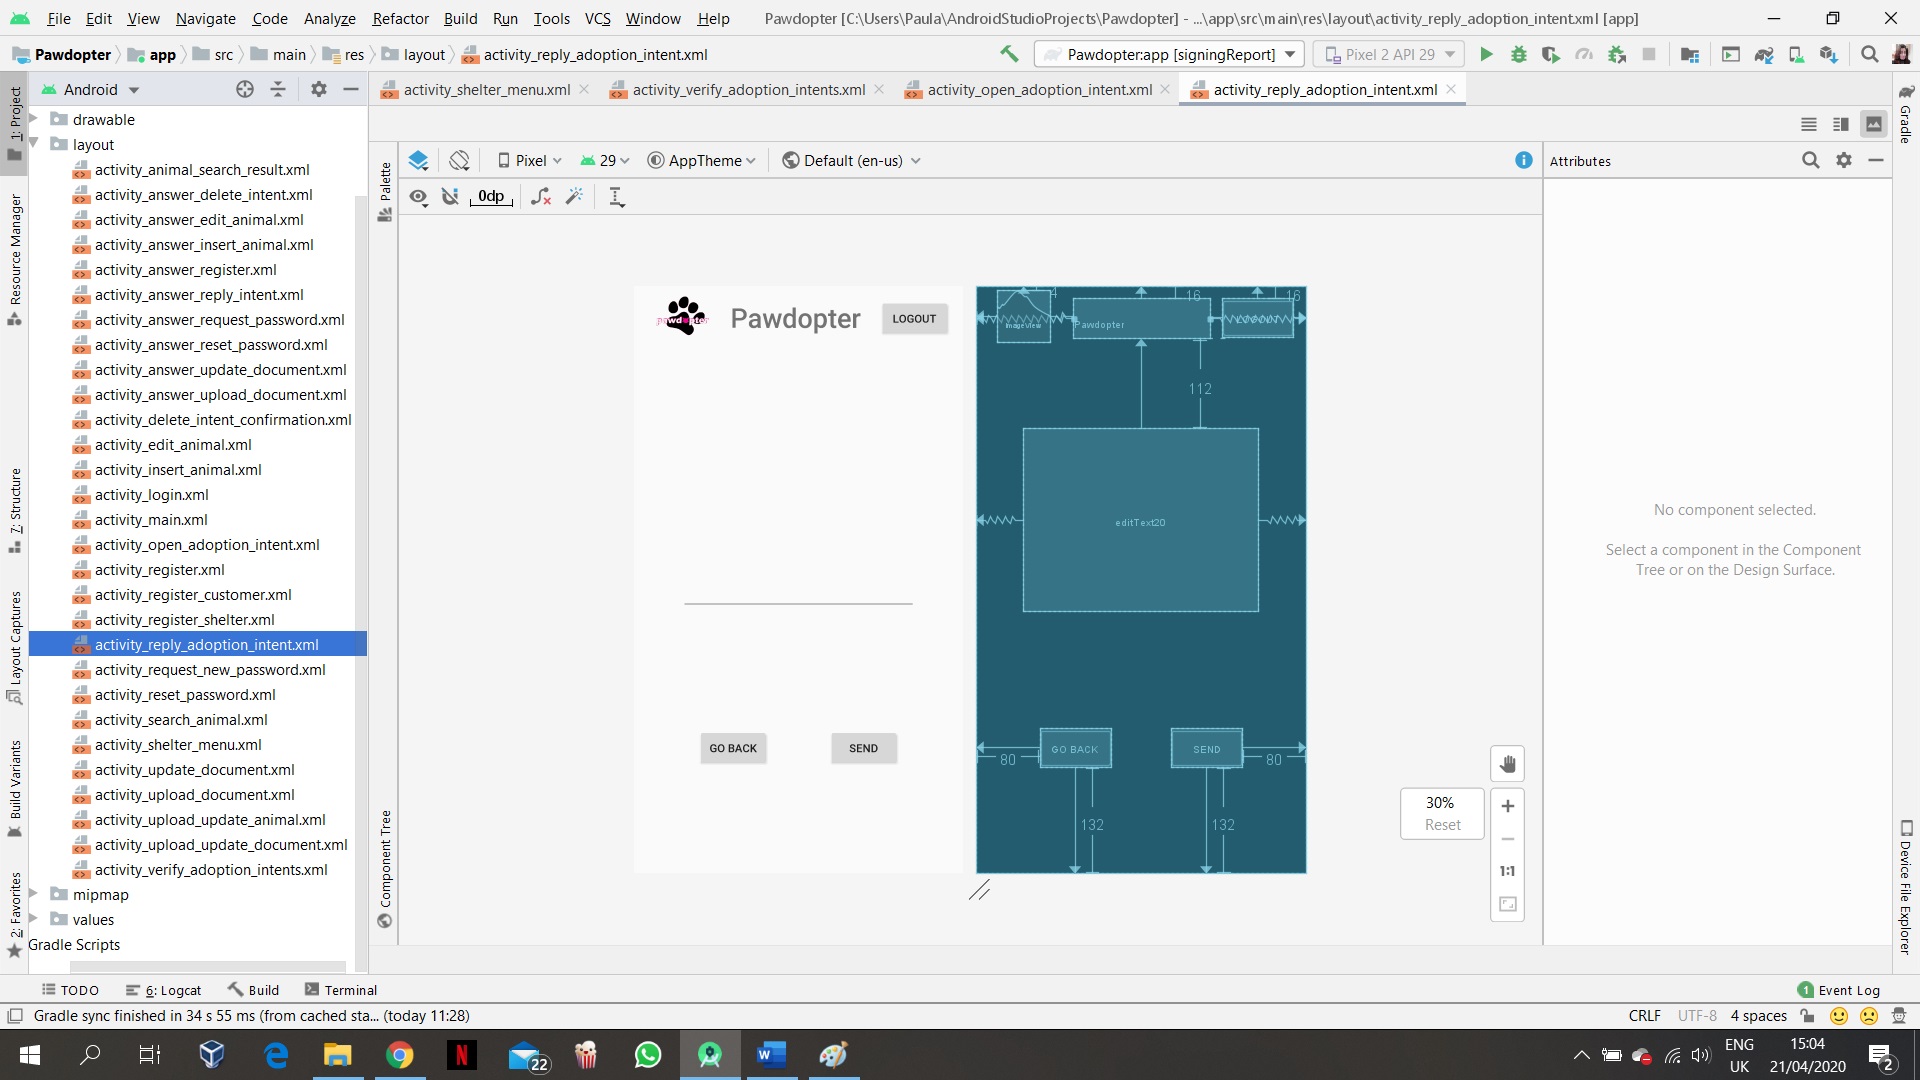 File Edit View Navigate Code Analyze Refactor Build Run Tools VCS Window Help Pawdopter [C:\Users\Paula\AndroidStudioProjects\Pawdopter] - ...\app\src\main\res\layout\activity_reply_adoption_intent.xml [app]
Pawdopter app src main res layout activity_reply_adoption_intent.xml Pawdopter:app [signingReport] Pixel 2 API 29
Android activity_shelter_menu.xml activity_verify_adoption_intents.xml activity_open_adoption_intent.xml activity_reply_adoption_intent.xml
1: Project
Resource Manager
7: Structure
Layout Captures
Build Variants
2: Favorites
drawable
layout
activity_animal_search_result.xml
activity_answer_delete_intent.xml
activity_answer_edit_animal.xml
activity_answer_insert_animal.xml
activity_answer_register.xml
activity_answer_reply_intent.xml
activity_answer_request_password.xml
activity_answer_reset_password.xml
activity_answer_update_document.xml
activity_answer_upload_document.xml
activity_delete_intent_confirmation.xml
activity_edit_animal.xml
activity_insert_animal.xml
activity_login.xml
activity_main.xml
activity_open_adoption_intent.xml
activity_register.xml
activity_register_customer.xml
activity_register_shelter.xml
activity_reply_adoption_intent.xml
activity_request_new_password.xml
activity_reset_password.xml
activity_search_animal.xml
activity_shelter_menu.xml
activity_update_document.xml
activity_upload_document.xml
activity_upload_update_animal.xml
activity_upload_update_document.xml
activity_verify_adoption_intents.xml
mipmap
values
Gradle Scripts
Palette
Component Tree
Pixel 29 AppTheme Default (en-us)
0dp
pawdopter Pawdopter LOGOUT
GO BACK SEND
4 16 16
ImageView Pawdopter LOGOUT
112
editText20
GO BACK SEND
80 80
132 132
30%
Reset
1:1
Attributes
No component selected.
Select a component in the Component
Tree or on the Design Surface.
Gradle
Device File Explorer
TODO 6: Logcat Build Terminal 1 Event Log
Gradle sync finished in 34 s 55 ms (from cached sta... (today 11:28) CRLF UTF-8 4 spaces
22
ENG
UK
15:04
21/04/2020
2